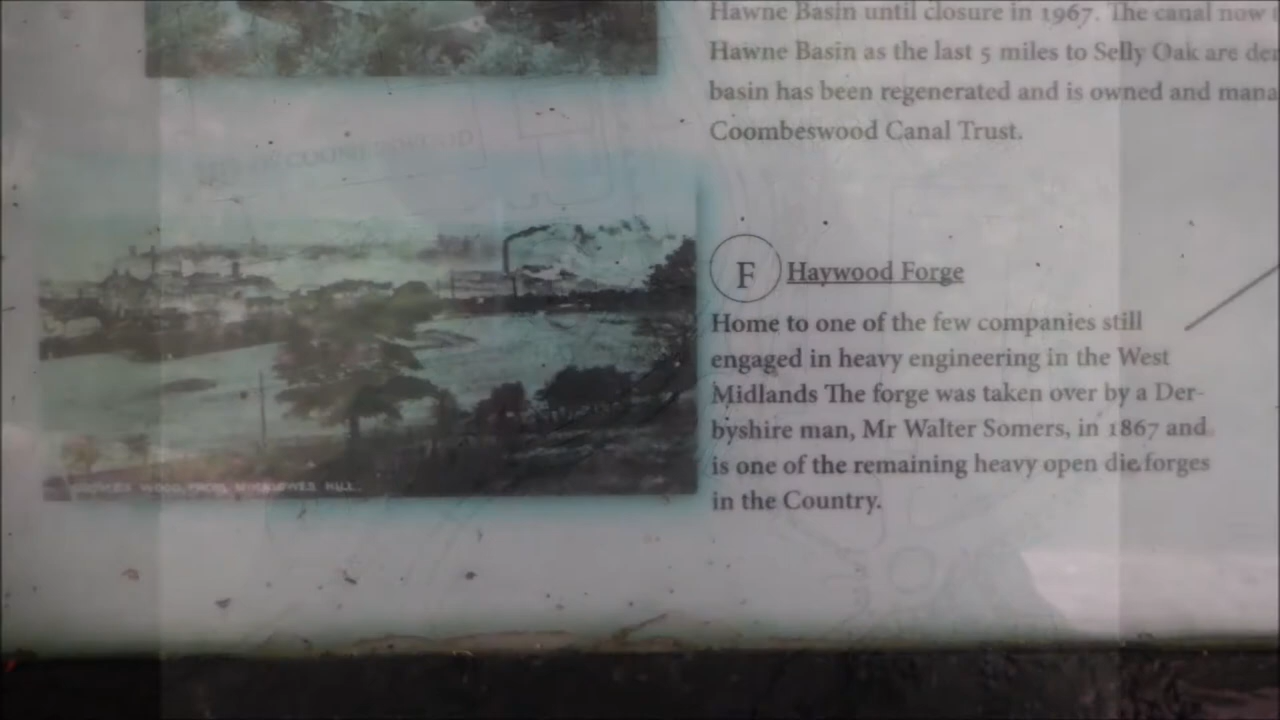 Hawne Basin until closure in 1967. The canal now
Hawne Basin as the last 5 miles to Selly Oak are
basin has been regenerated and is owned and
Coombeswood Canal Trust.
F Haywood Forge
Home to one of the few companies still
engaged in heavy engineering in the West
Midlands The forge was taken over by a Der-
byshire man, Mr Walter Somers, in 1867 and
is one of the remaining heavy open die forges
in the Country.
WOOD FROM HILL.